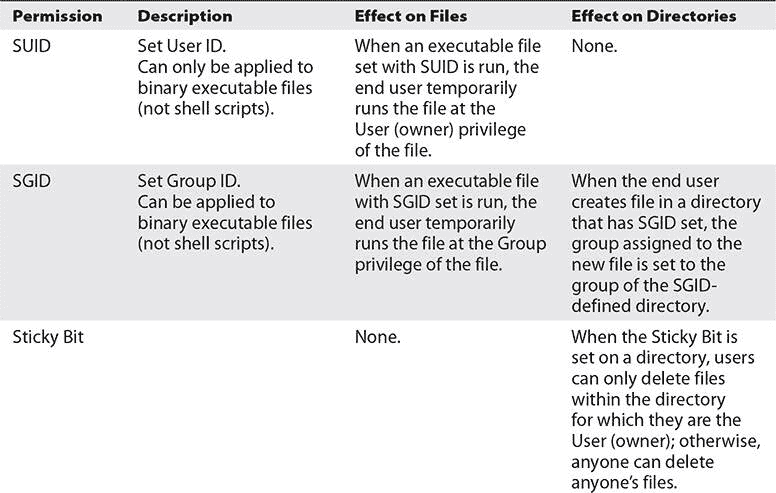 Permission Description Effect on Files Effect on Directories
SUID
Set User ID.
Can only be applied to
binary executable files
(not shell scripts).
When an executable file
set with SUID is run, the
end user temporarily
runs the file at the
User (owner) privilege
of the file.
None.
SGID
Set Group ID.
Can be applied to
binary executable files
(not shell scripts).
When an executable file
with SGID set is run, the
end user temporarily
runs the file at the Group
privilege of the file.
When the end user
creates file in a directory
that has SGID set, the
group assigned to the
new file is set to the
group of the SGID-
defined directory.
Sticky Bit
None.
When the Sticky Bit is
set on a directory, users
can only delete files
within the directory
for which they are the
User (owner); otherwise,
anyone can delete
anyone’s files.